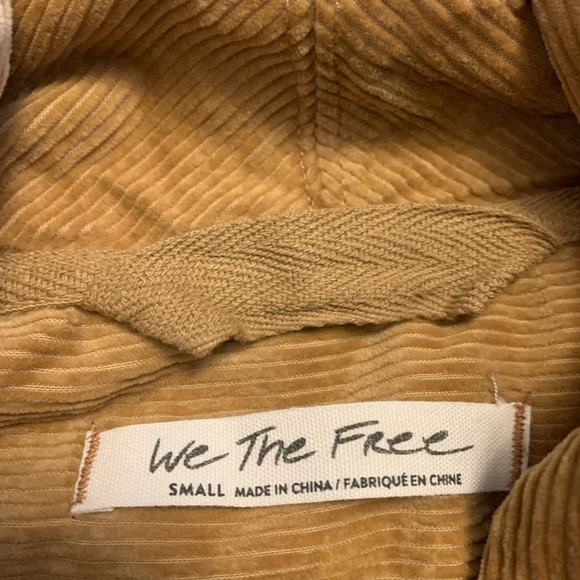 We The Free
SMALL MADE IN CHINA / FABRIQUÉ EN CHINE